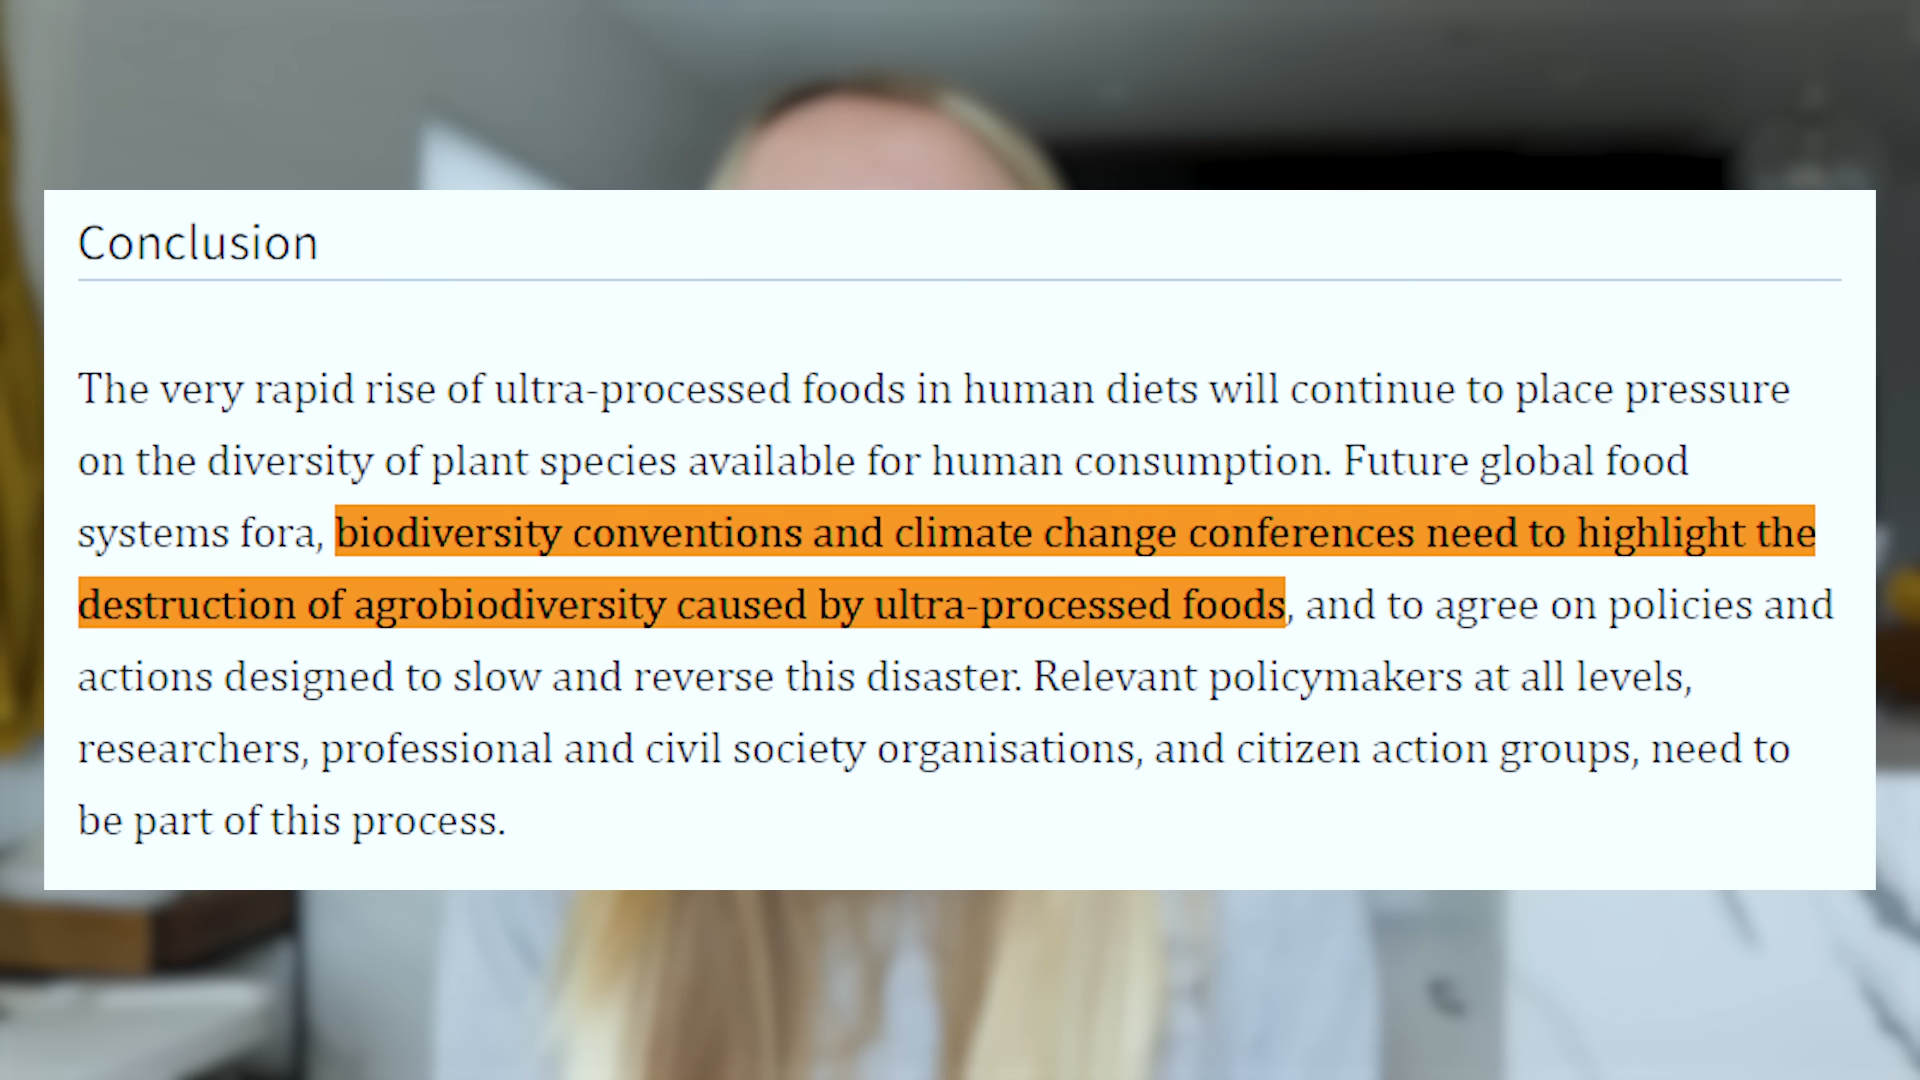 Conclusion
The very rapid rise of ultra-processed foods in human diets will continue to place pressure
on the diversity of plant species available for human consumption. Future global food
systems fora, biodiversity conventions and climate change conferences need to highlight the
destruction of agrobiodiversity caused by ultra-processed foods, and to agree on policies and
actions designed to slow and reverse this disaster. Relevant policymakers at all levels,
researchers, professional and civil society organisations, and citizen action groups, need to
be part of this process.